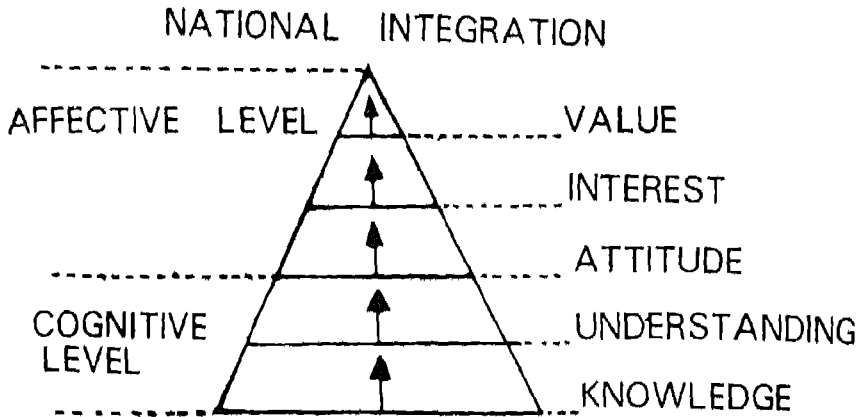 NATIONAL INTEGRATION
AFFECTIVE LEVEL
VALUE
INTEREST
ATTITUDE
COGNITIVE
LEVEL
UNDERSTANDING
KNOWLEDGE